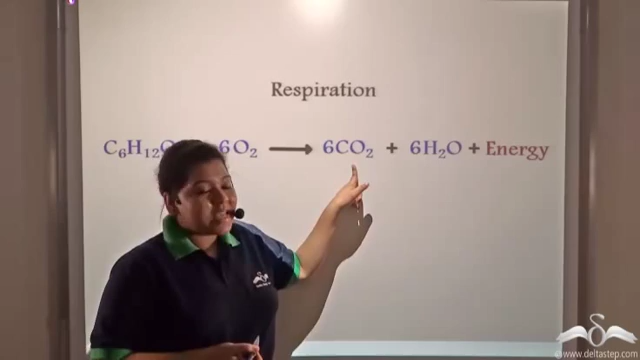 Respiration
C₆H₁₂O 6O₂ → 6CO₂ + 6H₂O + Energy
www.deltastep.com